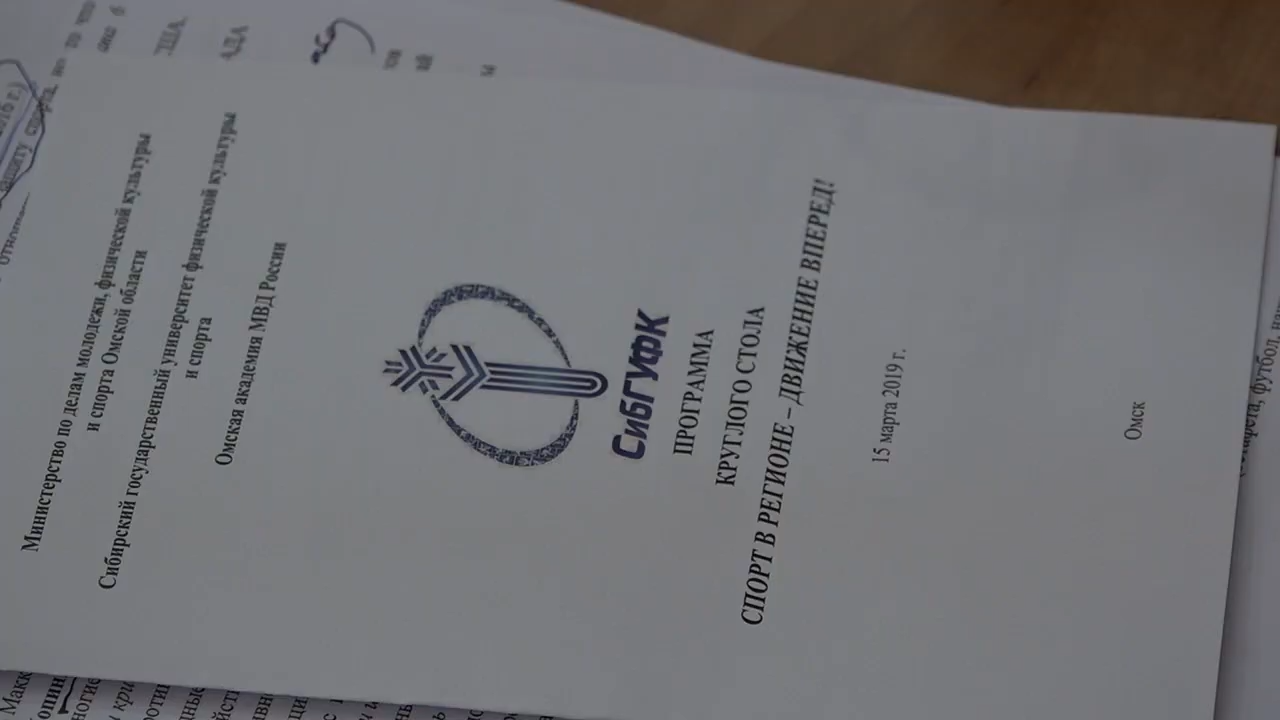 Министерство по делам молодежи, физической культуры
и спорта Омской области
Сибирский государственный университет физической культуры
и спорта
Омская академия МВД России
СибГУФК
ПРОГРАММА
КРУГЛОГО СТОЛА
СПОРТ В РЕГИОНЕ – ДВИЖЕНИЕ ВПЕРЕД!
15 марта 2019 г.
Омск